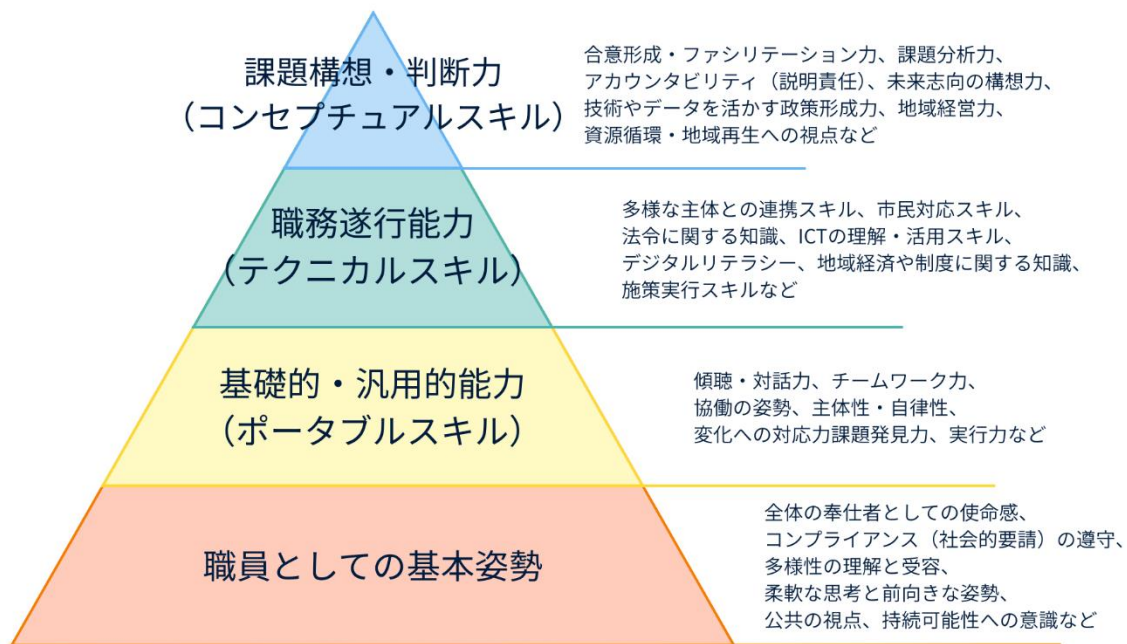 課題構想・判断力
（コンセプチュアルスキル）
合意形成・ファシリテーション力、課題分析力、
アカウンタビリティ（説明責任）、未来志向の構想力、
技術やデータを活かす政策形成力、地域経営力、
資源循環・地域再生への視点など
職務遂行能力
（テクニカルスキル）
多様な主体との連携スキル、市民対応スキル、
法令に関する知識、ICTの理解・活用スキル、
デジタルリテラシー、地域経済や制度に関する知識、
施策実行スキルなど
基礎的・汎用的能力
（ポータブルスキル）
傾聴・対話力、チームワーク力、
協働の姿勢、主体性・自律性、
変化への対応力課題発見力、実行力など
職員としての基本姿勢
全体の奉仕者としての使命感、
コンプライアンス（社会的要請）の遵守、
多様性の理解と受容、
柔軟な思考と前向きな姿勢、
公共の視点、持続可能性への意識など